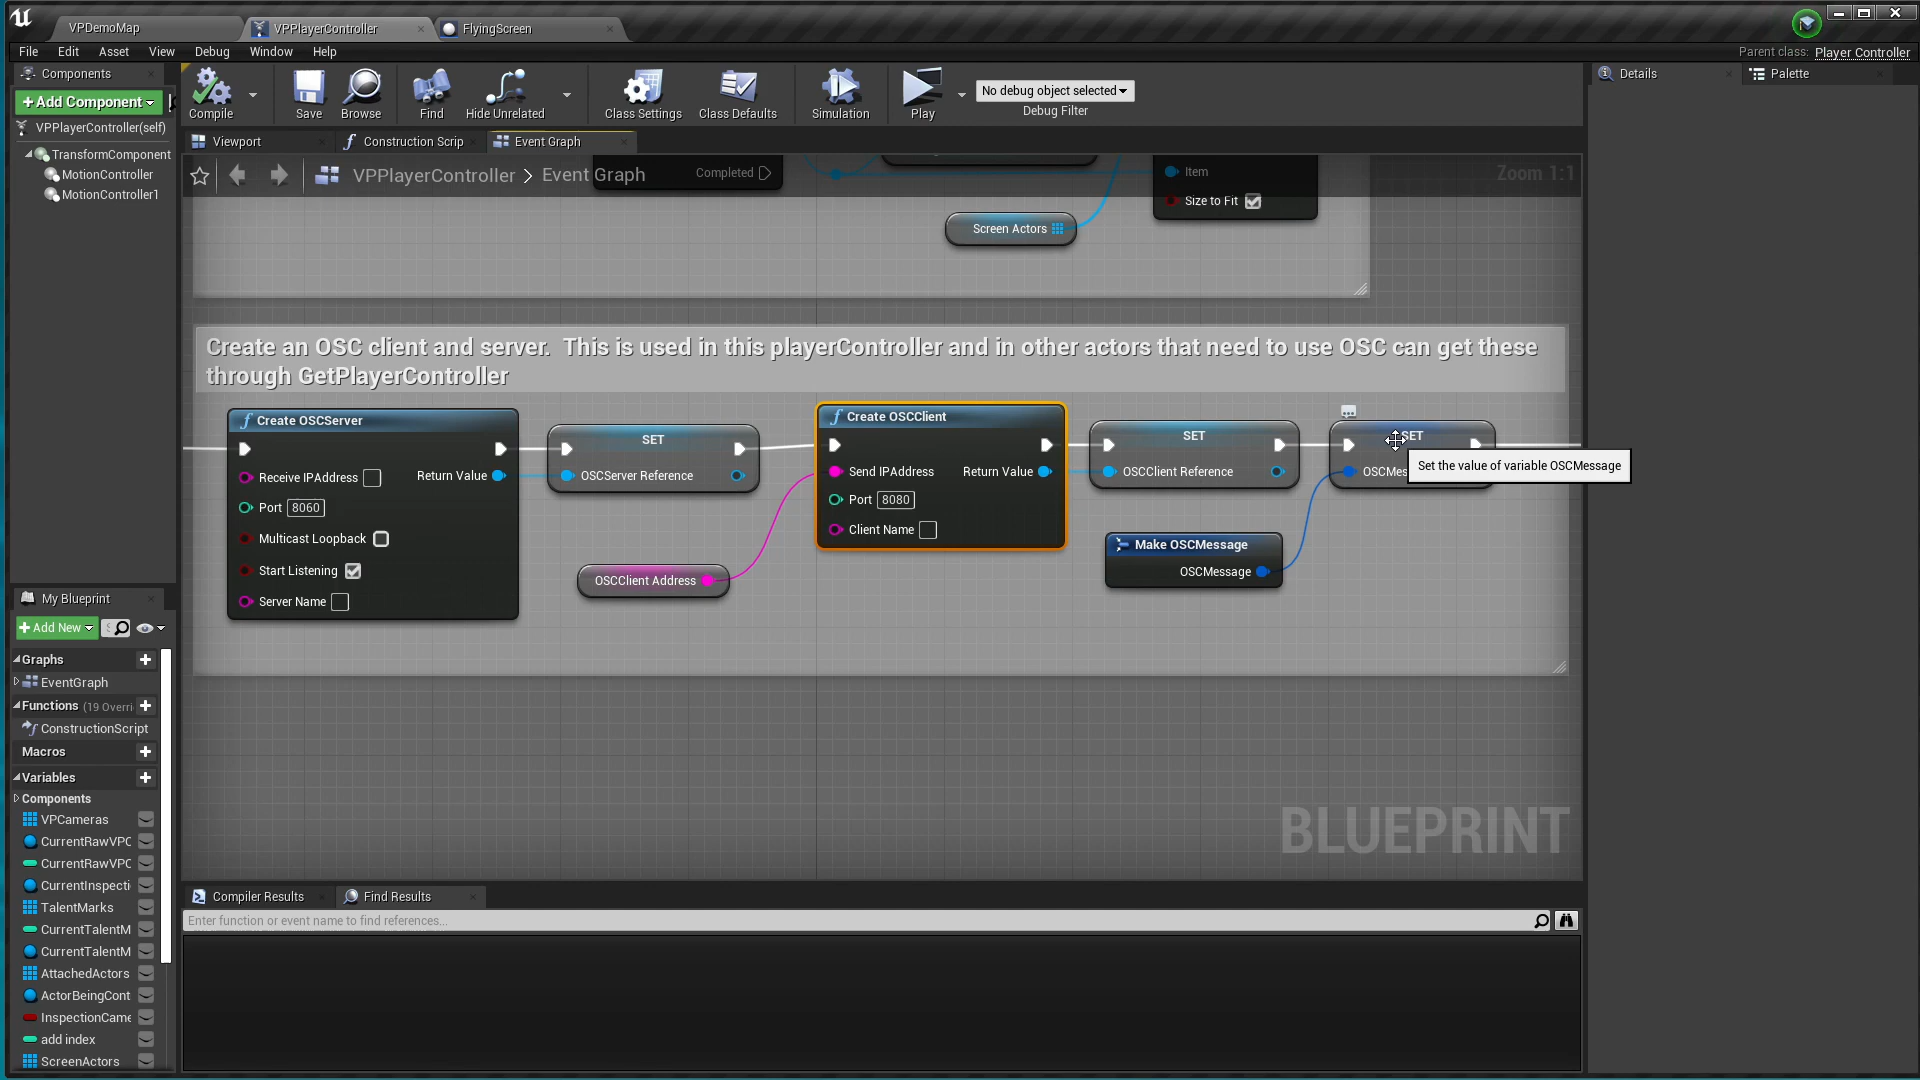 VPDemoMap
VPPlayerController
FlyingScreen
File
Edit
Asset
View
Debug
Window
Help
Parent class: Player Controller
Components
Add Component
VPPlayerController(self)
TransformComponent
MotionController
MotionController1
Compile
Save
Browse
Find
Hide Unrelated
Class Settings
Class Defaults
Simulation
Play
No debug object selected
Debug Filter
Details
Palette
Viewport
Construction Scrip
Event Graph
VPPlayerController > Event Graph
Zoom 1:1
Completed
Item
Size to Fit
Screen Actors
Create an OSC client and server. This is used in this playerController and in other actors that need to use OSC can get these
through GetPlayerController
Create OSCServer
Receive IPAddress
Return Value
Port 8060
Multicast Loopback
Start Listening
Server Name
SET
OSCServer Reference
OSCClient Address
Create OSCClient
Send IPAddress
Return Value
Port 8080
Client Name
SET
OSCClient Reference
Make OSCMessage
OSCMessage
SET
OSCMes
Set the value of variable OSCMessage
BLUEPRINT
My Blueprint
Add New
Graphs
EventGraph
Functions (19 Overri
ConstructionScript
Macros
Variables
Components
VPCameras
CurrentRawVPC
CurrentRawVPC
CurrentInspecti
TalentMarks
CurrentTalentM
CurrentTalentM
AttachedActors
ActorBeingCont
InspectionCame
add index
ScreenActors
Compiler Results
Find Results
Enter function or event name to find references...